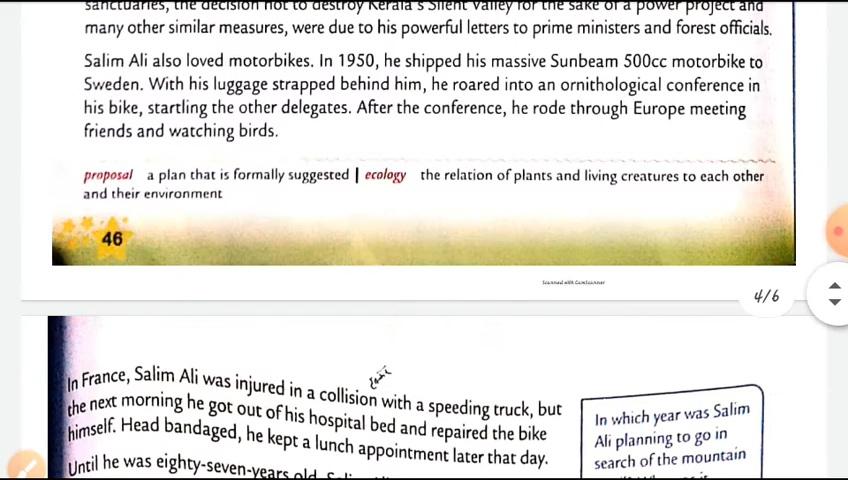 sanctuaries, the decision not to destroy Kerala's Silent Valley for the sake of a power project and
many other similar measures, were due to his powerful letters to prime ministers and forest officials.
Salim Ali also loved motorbikes. In 1950, he shipped his massive Sunbeam 500cc motorbike to
Sweden. With his luggage strapped behind him, he roared into an ornithological conference in
his bike, startling the other delegates. After the conference, he rode through Europe meeting
friends and watching birds.
proposal a plan that is formally suggested | ecology the relation of plants and living creatures to each other
and their environment
46
Scanned with CamScanner
4/6
In France, Salim Ali was injured in a collision with a speeding truck, but
the next morning he got out of his hospital bed and repaired the bike
himself. Head bandaged, he kept a lunch appointment later that day.
Until he was eighty-seven-years old,
In which year was Salim
Ali planning to go in
search of the mountain